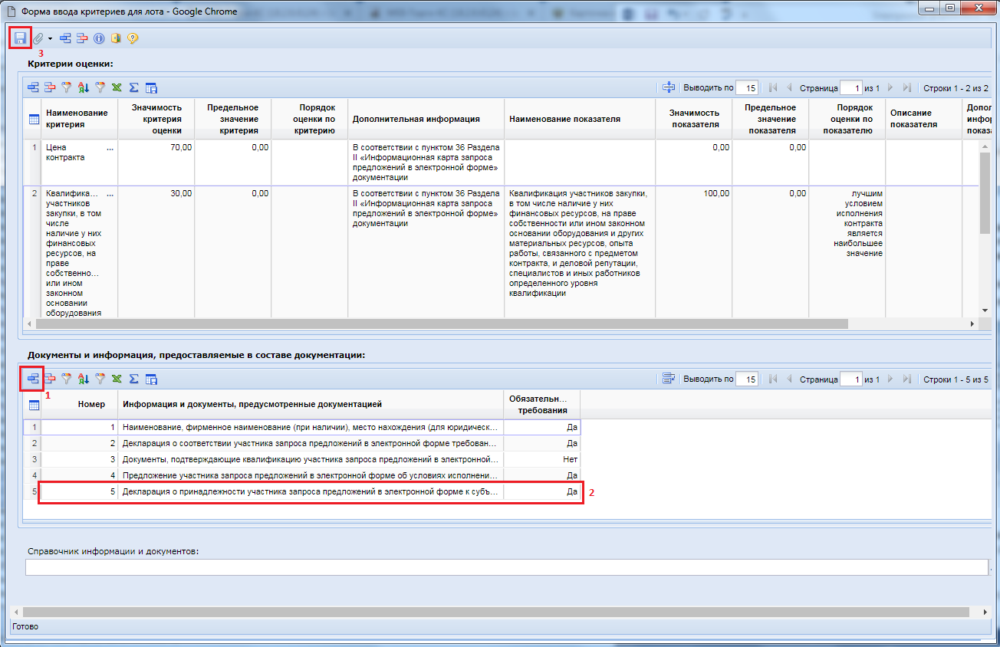 Форма ввода критериев для лота - Google Chrome
3
Критерии оценки:
Выводить по 15 Страница 1 из 1 Строки 1 - 2 из 2
Наименование критерия
Значимость критерия оценки
Предельное значение критерия
Порядок оценки по критерию
Дополнительная информация
Наименование показателя
Значимость показателя
Предельное значение показателя
Порядок оценки по показателю
Описание показателя
Допол
инфор
показа
1
Цена ...
контракта
70,00
0,00
В соответствии с пунктом 36 Раздела
II «Информационная карта запроса
предложений в электронной форме»
документации
0,00
0,00
2
Квалифика... ...
участников
закупки, в том
числе
наличие у них
финансовых
ресурсов, на
праве
собственно...
или ином
законном
основании
оборудования
30,00
0,00
В соответствии с пунктом 36 Раздела
II «Информационная карта запроса
предложений в электронной форме»
документации
Квалификация участников закупки,
в том числе наличие у них
финансовых ресурсов, на праве
собственности или ином законном
основании оборудования и других
материальных ресурсов, опыта
работы, связанного с предметом
контракта, и деловой репутации,
специалистов и иных работников
определенного уровня
квалификации
100,00
0,00
лучшим
условием
исполнения
контракта
является
наибольшее
значение
Документы и информация, предоставляемые в составе документации:
Выводить по 15 Страница 1 из 1 Строки 1 - 5 из 5
1
Номер
Информация и документы, предусмотренные документацией
Обязательн...
требования
1 1 Наименование, фирменное наименование (при наличии), место нахождения (для юридическ... Да
2 2 Декларация о соответствии участника запроса предложений в электронной форме требован... Да
3 3 Документы, подтверждающие квалификацию участника запроса предложений в электронной... Нет
4 4 Предложение участника запроса предложений в электронной форме об условиях исполнени... Да
5 5 Декларация о принадлежности участника запроса предложений в электронной форме к субъ... Да
2
Справочник информации и документов:
Готово